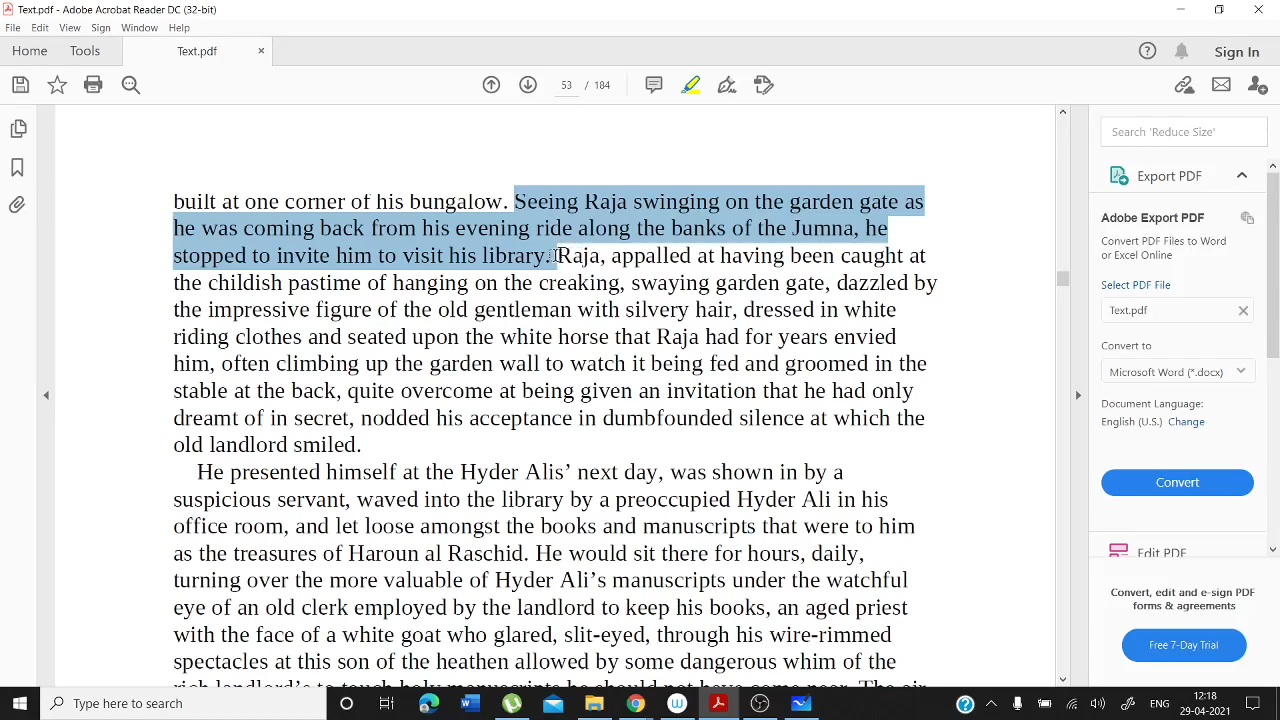 Text.pdf - Adobe Acrobat Reader DC (32-bit)
File Edit View Sign Window Help
Home Tools Text.pdf × Sign In
53 / 184
built at one corner of his bungalow. Seeing Raja swinging on the garden gate as
he was coming back from his evening ride along the banks of the Jumna, he
stopped to invite him to visit his library. Raja, appalled at having been caught at
the childish pastime of hanging on the creaking, swaying garden gate, dazzled by
the impressive figure of the old gentleman with silvery hair, dressed in white
riding clothes and seated upon the white horse that Raja had for years envied
him, often climbing up the garden wall to watch it being fed and groomed in the
stable at the back, quite overcome at being given an invitation that he had only
dreamt of in secret, nodded his acceptance in dumbfounded silence at which the
old landlord smiled.
He presented himself at the Hyder Alis’ next day, was shown in by a
suspicious servant, waved into the library by a preoccupied Hyder Ali in his
office room, and let loose amongst the books and manuscripts that were to him
as the treasures of Haroun al Raschid. He would sit there for hours, daily,
turning over the more valuable of Hyder Ali’s manuscripts under the watchful
eye of an old clerk employed by the landlord to keep his books, an aged priest
with the face of a white goat who glared, slit-eyed, through his wire-rimmed
spectacles at this son of the heathen allowed by some dangerous whim of the
Search 'Reduce Size'
Export PDF
Adobe Export PDF
Convert PDF Files to Word
or Excel Online
Select PDF File
Text.pdf
Convert to
Microsoft Word (*.docx)
Document Language:
English (U.S.) Change
Convert
Edit PDF
Convert, edit and e-sign PDF
forms & agreements
Free 7-Day Trial
Type here to search
ENG
12:18
29-04-2021